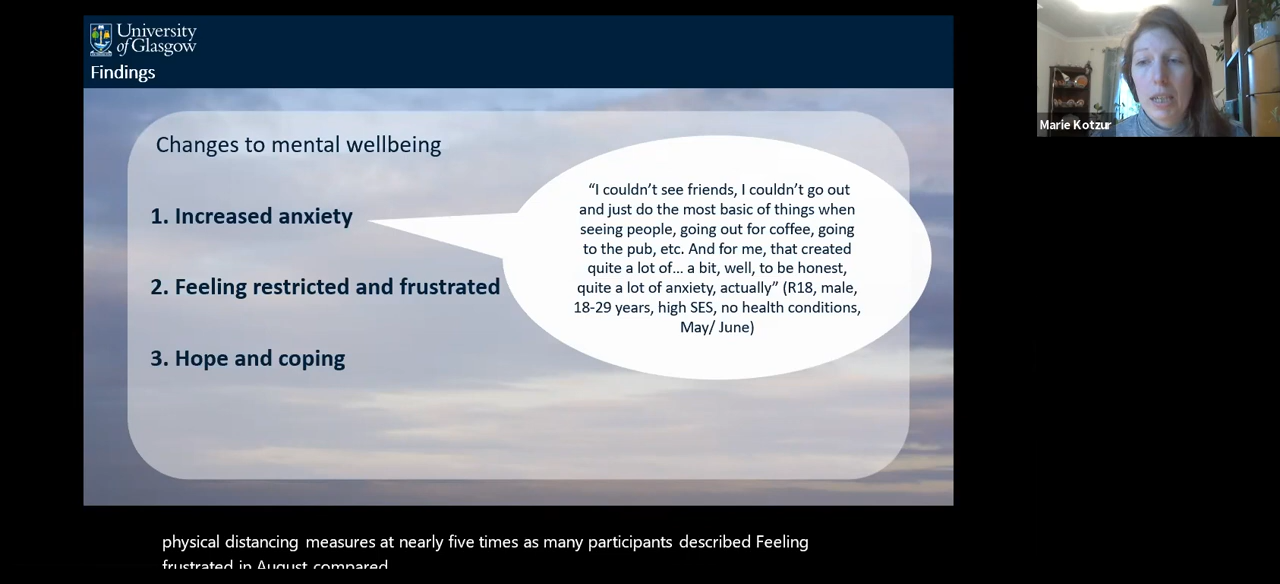 University
of Glasgow
Findings
Changes to mental wellbeing
1. Increased anxiety
2. Feeling restricted and frustrated
3. Hope and coping
“I couldn’t see friends, I couldn’t go out
and just do the most basic of things when
seeing people, going out for coffee, going
to the pub, etc. And for me, that created
quite a lot of… a bit, well, to be honest,
quite a lot of anxiety, actually” (R18, male,
18-29 years, high SES, no health conditions,
May/ June)
Marie Kotzur
physical distancing measures at nearly five times as many participants described Feeling
frustrated in August compared